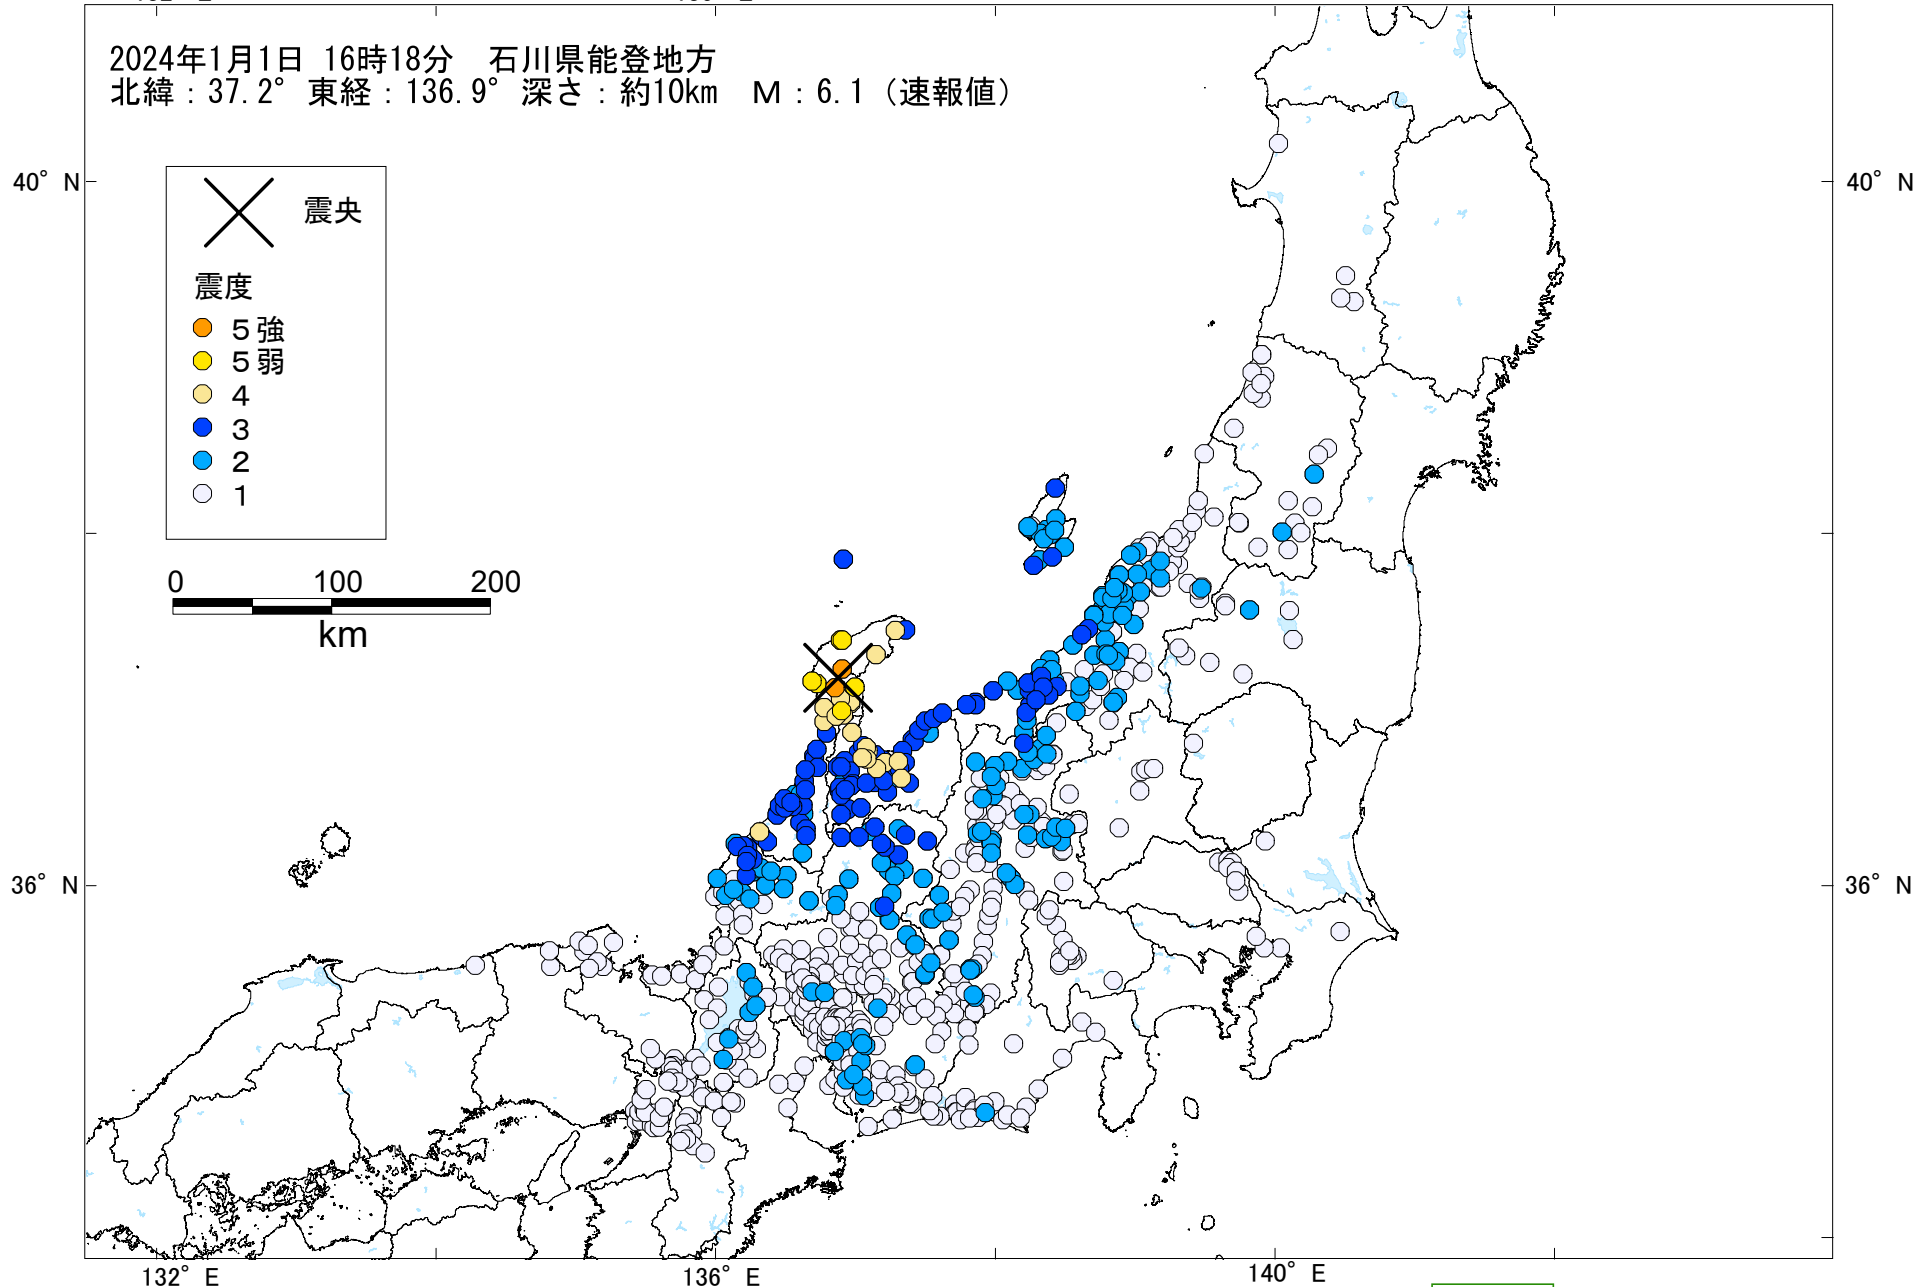 2024年1月1日 16時18分　石川県能登地方
北緯：37.2° 東経：136.9° 深さ：約10km　Ｍ：6.1（速報値）
40° N
40° N
震央
震度
５強
５弱
４
３
２
１
0 100 200
km
36° N
36° N
132° E
136° E
140° E